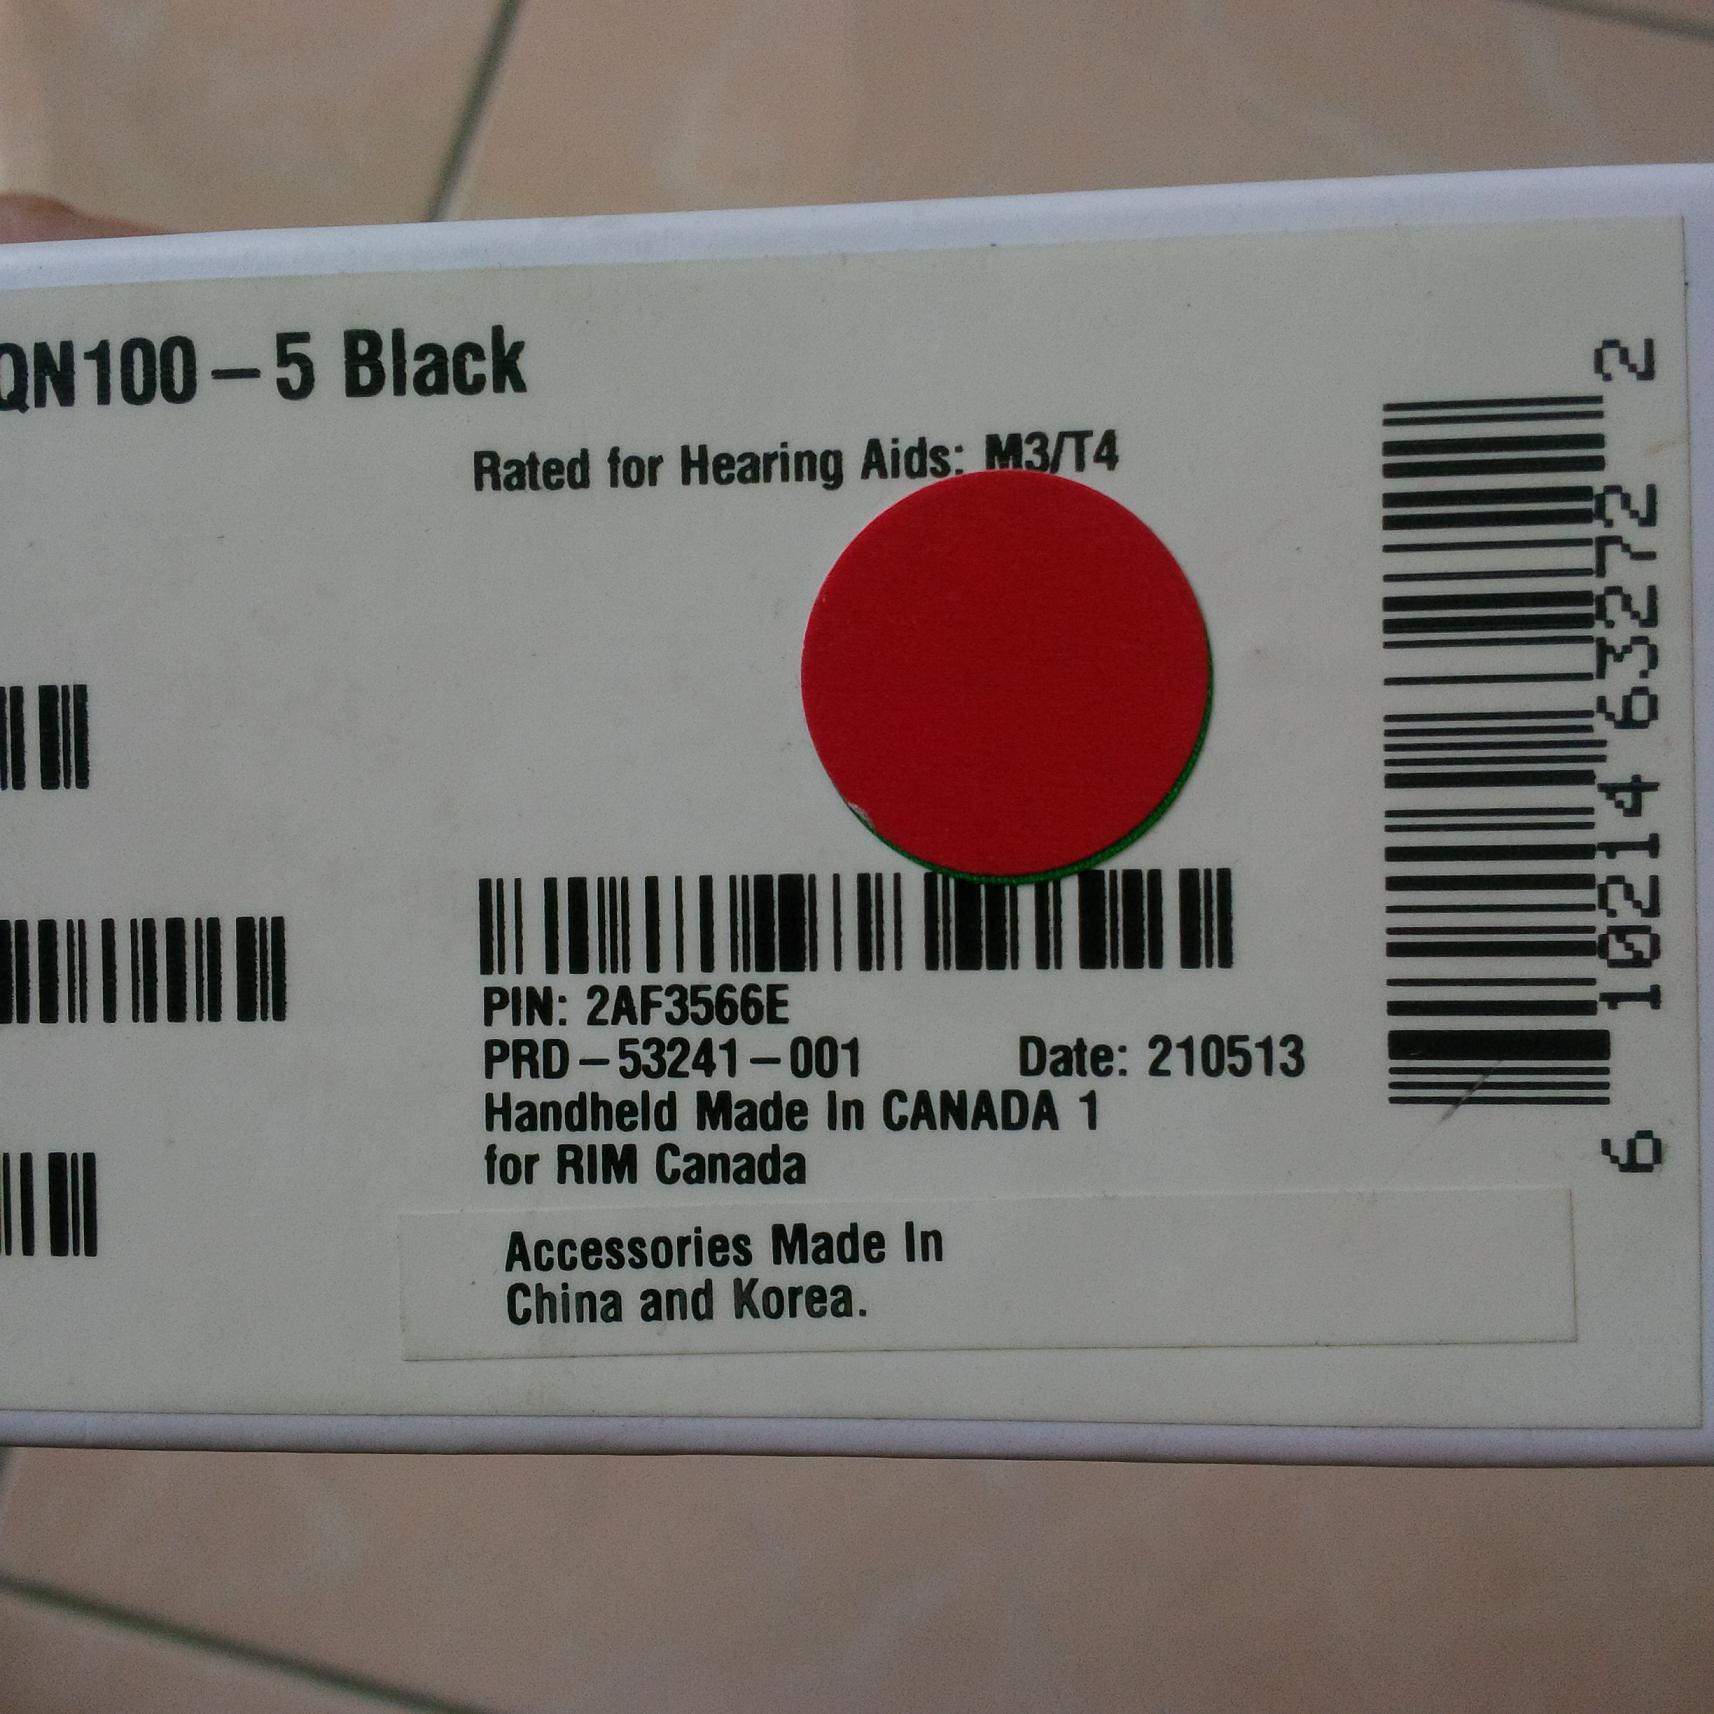 QN100-5 Black
Rated for Hearing Aids: M3/T4
PIN: 2AF3566E
PRD-53241-001 Date: 210513
Handheld Made In CANADA 1
for RIM Canada
Accessories Made In
China and Korea.
6 10214 63272 2